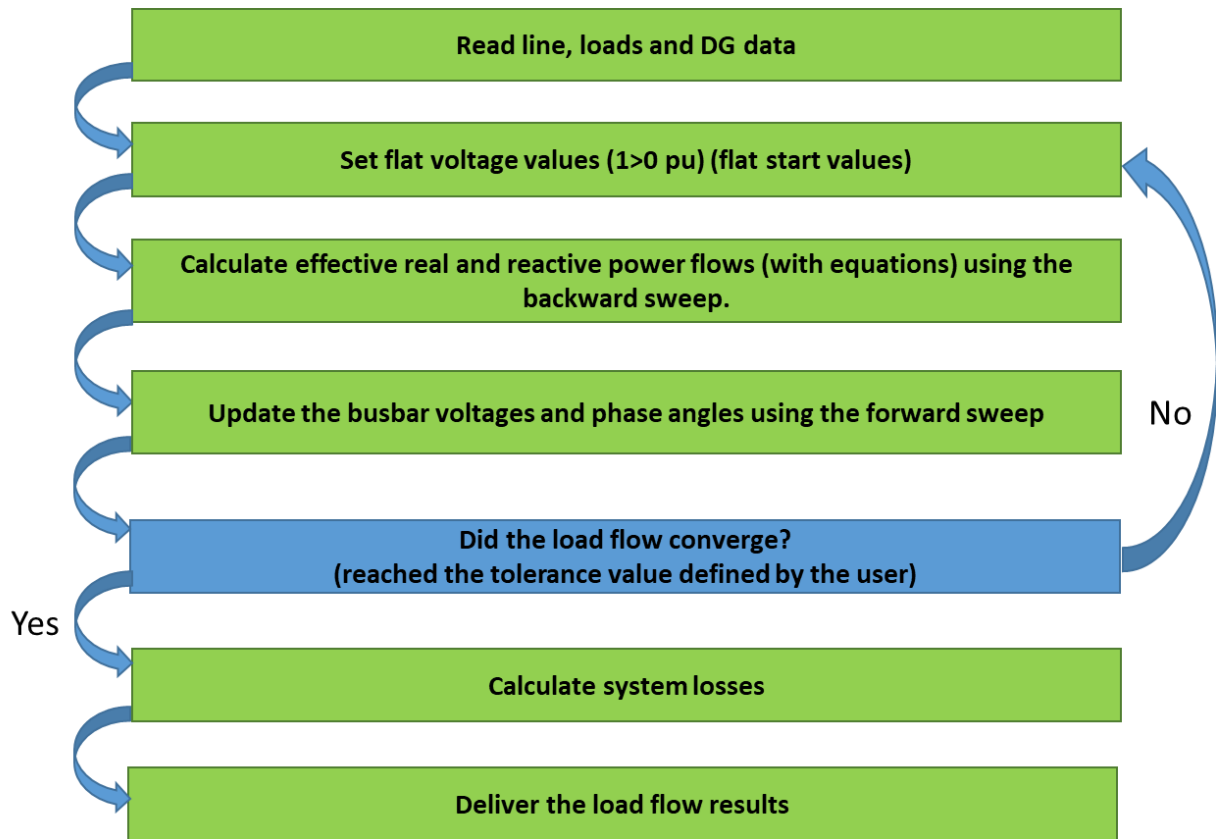 Read line, loads and DG data
Set flat voltage values (1>0 pu) (flat start values)
Calculate effective real and reactive power flows (with equations) using the
backward sweep.
Update the busbar voltages and phase angles using the forward sweep
No
Did the load flow converge?
(reached the tolerance value defined by the user)
Yes
Calculate system losses
Deliver the load flow results